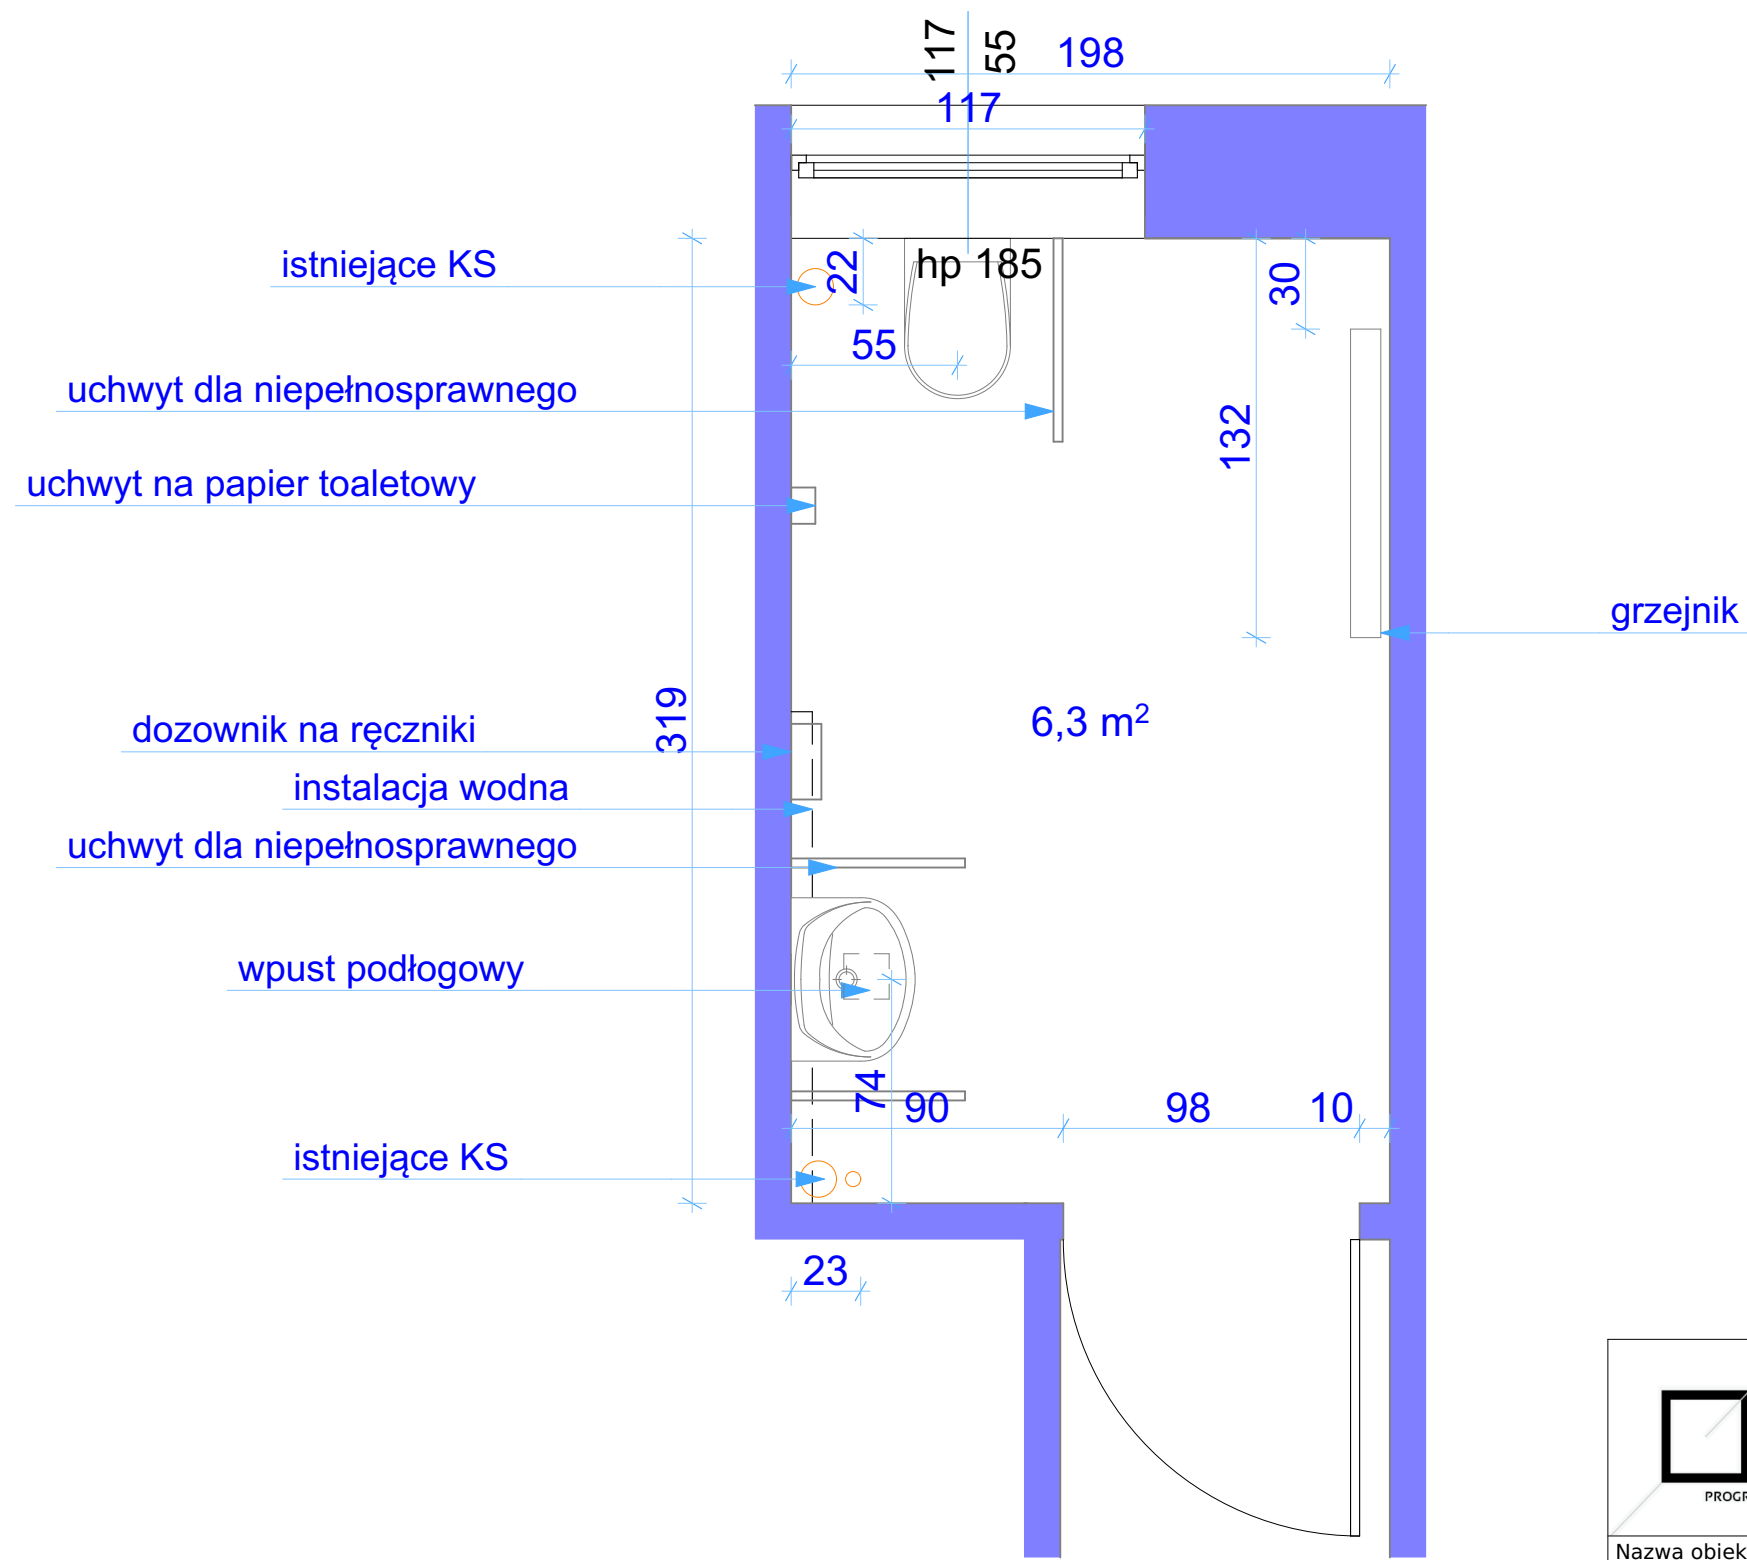 117
55
198
117
istniejące KS
22
hp 185
30
55
uchwyt dla niepełnosprawnego
132
uchwyt na papier toaletowy
grzejnik
319
6,3 m²
dozownik na ręczniki
instalacja wodna
uchwyt dla niepełnosprawnego
wpust podłogowy
74
90
98
10
istniejące KS
23
PROGR
Nazwa obiek